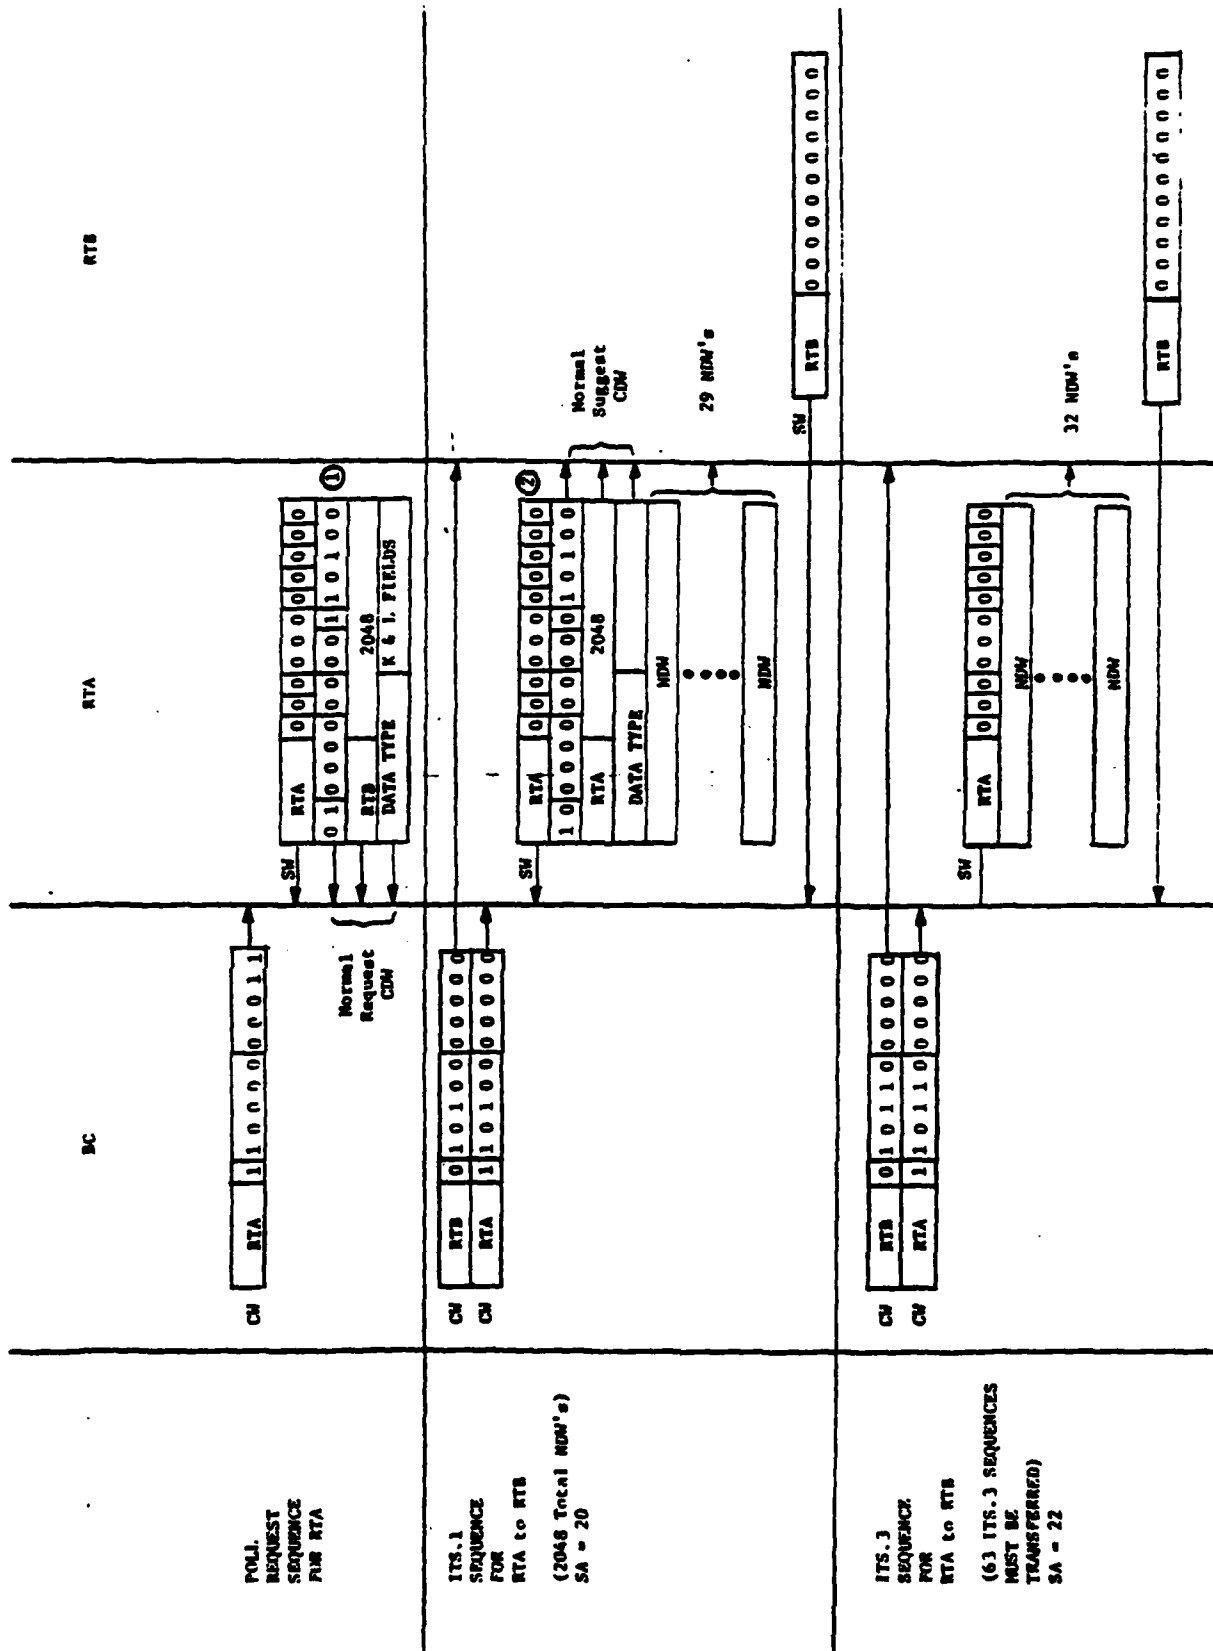 BC
RTA
RTB
POLL
REQUEST
SEQUENCE
FOR RTA
CW RTA 1 1 0 0 0 0 0 0 0 1 1
SW RTA 0 0 0 0 0 0 0 0 0 0 0
0 1 0 0 0 0 0 0 0 0 1 1 0 1 0 0 ①
RTB 2048
DATA TYPE K & L FIELDS
Normal
Request
CDW
ITS.1
SEQUENCE
FOR
RTA to RTB
(2048 Total MDW's)
SA = 20
CW RTB 0 1 0 1 0 0 0 0 0 0 0
CW RTA 1 1 0 1 0 0 0 0 0 0 0
SW RTA 0 0 0 0 0 0 0 0 0 0 0 ②
1 0 0 0 0 0 0 0 0 0 0 1 0 1 0 0
RTA 2048
DATA TYPE
MDW
MDW
Normal
Suggest
CDW
29 MDW's
SW RTB 0 0 0 0 0 0 0 0 0 0 0
ITS.3
SEQUENCE
FOR
RTA to RTB
(63 ITS.3 SEQUENCES
MUST BE
TRANSFERRED)
SA = 22
CW RTB 0 1 0 1 1 0 0 0 0 0 0
CW RTA 1 1 0 1 1 0 0 0 0 0 0
SW RTA 0 0 0 0 0 0 0 0 0 0 0
MDW
MDW
32 MDW's
RTB 0 0 0 0 0 0 0 0 0 0 0